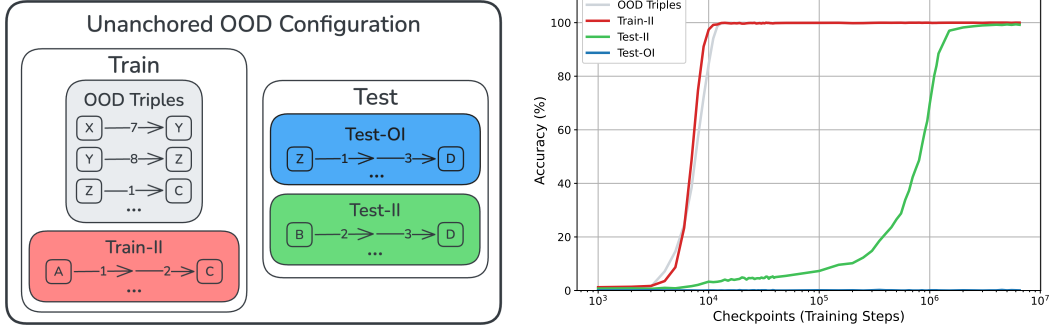 Unanchored OOD Configuration
Train
OOD Triples
X 7 Y
Y 8 Z
Z 1 C
...
Train-II
A 1 2 C
...
Test
Test-OI
Z 1 3 D
...
Test-II
B 2 3 D
...
OOD Triples
Train-II
Test-II
Test-OI
Accuracy (%)
100
80
60
40
20
0
10³ 10⁴ 10⁵ 10⁶ 10⁷
Checkpoints (Training Steps)